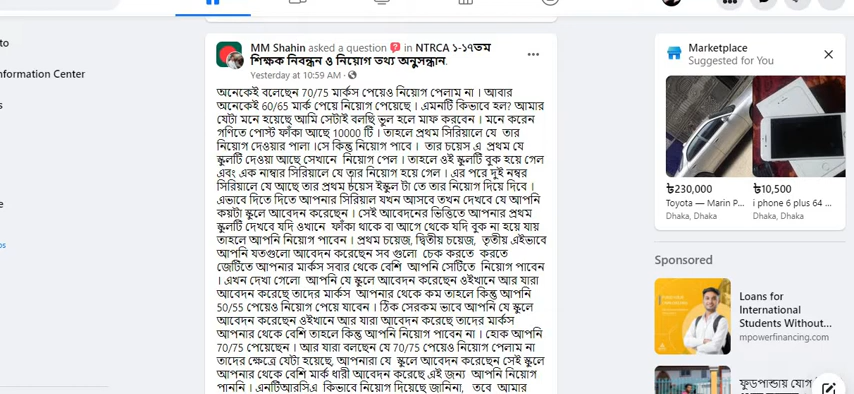 to
MM Shahin asked a question in NTRCA ১-১৭তম
শিক্ষক নিবন্ধন ও নিয়োগ তথ্য অনুসন্ধান.
Yesterday at 10:59 AM ·
অনেকেই বলেছেন 70/75 মার্কস পেয়েও নিয়োগ পেলাম না । আবার
অনেকেই 60/65 মার্ক পেয়ে নিয়োগ পেয়েছে । এমনটি কিভাবে হল? আমার
যেটা মনে হয়েছে আমি সেটাই বলছি ভুল হলে মাফ করবেন । মনে করেন
গণিতে পোস্ট ফাঁকা আছে 10000 টি । তাহলে প্রথম সিরিয়ালে যে তার
নিয়োগ দেওয়ার পালা ।সে কিন্তু নিয়োগ পাবে । তার চয়েস এ প্রথম যে
স্কুলটি দেওয়া আছে সেখানে নিয়োগ পেল । তাহলে ওই স্কুলটি বুক হয়ে গেল
এবং এক নাম্বার সিরিয়ালে যে তার নিয়োগ হয়ে গেল । এর পরে দুই নম্বর
সিরিয়ালে যে আছে তার প্রথম চয়েস ইস্কুল টা তে তার নিয়োগ দিয়ে দিবে ।
এভাবে দিতে দিতে আপনার সিরিয়াল যখন আসবে তখন দেখবে যে আপনি
কয়টা স্কুলে আবেদন করেছেন । সেই আবেদনের ভিত্তিতে আপনার প্রথম
স্কুলটি দেখবে যদি ওখানে ফাঁকা থাকে বা আগে থেকে যদি বুক না হয়ে যায়
তাহলে আপনি নিয়োগ পাবেন । প্রথম চয়েজ, দ্বিতীয় চয়েজ, তৃতীয় এইভাবে
আপনি যতগুলো আবেদন করেছেন সব গুলো চেক করতে করতে
জেটিতে আপনার মার্কস সবার থেকে বেশি আপনি সেটিতে নিয়োগ পাবেন
। এখন দেখা গেলো আপনি যে স্কুলে আবেদন করেছেন ওইখানে আর যারা
আবেদন করেছে তাদের মার্কস আপনার থেকে কম তাহলে কিন্তু আপনি
50/55 পেয়েও নিয়োগ পেয়ে যাবেন । ঠিক সেরকম ভাবে আপনি যে স্কুলে
আবেদন করেছেন ওইখানে আর যারা আবেদন করেছে তাদের মার্কস
আপনার থেকে বেশি তাহলে কিন্তু আপনি নিয়োগ পাবেন না । হোক আপনি
70/75 পেয়েছেন । আর যারা বলছেন যে 70/75 পেয়েও নিয়োগ পেলাম না
তাদের ক্ষেত্রে যেটা হয়েছে, আপনারা যে স্কুলে আবেদন করেছেন সেই স্কুলে
আপনার থেকে বেশি মার্ক ধারী আবেদন করেছে এই জন্য আপনি নিয়োগ
পাননি । এনটিআরসিএ কিভাবে নিয়োগ দিয়েছে জানিনা, তবে আমার
nformation Center
Marketplace
Suggested for You
৳230,000
Toyota — Marin P...
Dhaka, Dhaka
৳10,500
i phone 6 plus 64 ...
Dhaka, Dhaka
Sponsored
Loans for
International
Students Without...
mpowerfinancing.com